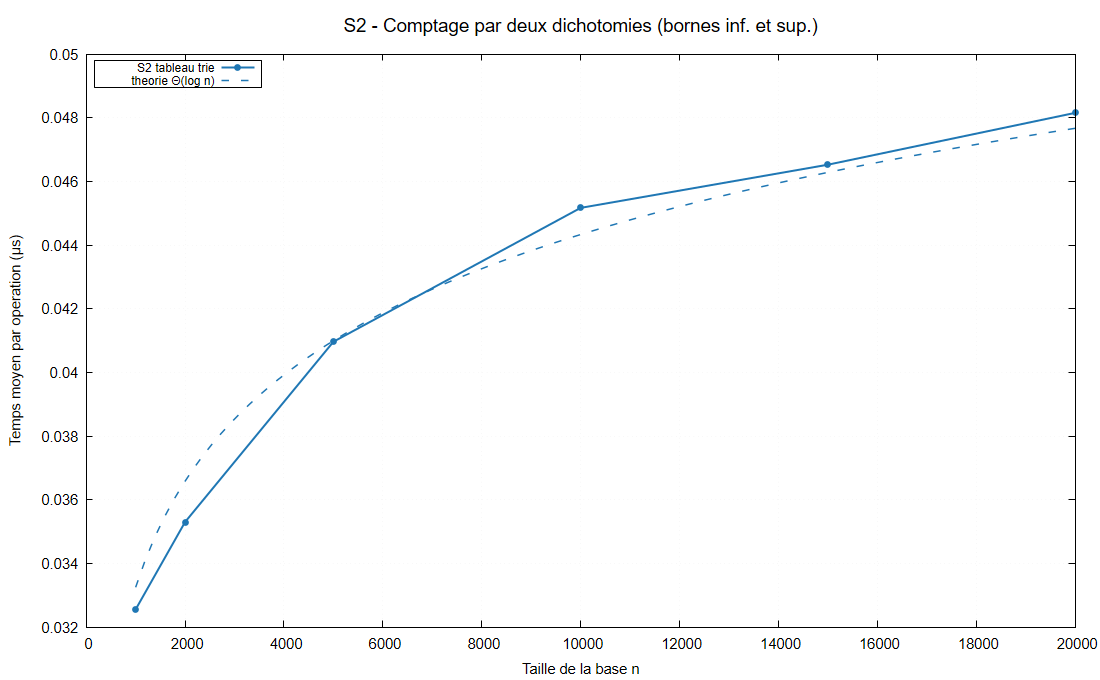 S2 - Comptage par deux dichotomies (bornes inf. et sup.)
S2 tableau trie
theorie Θ(log n)
0.05
0.048
0.046
0.044
0.042
0.04
0.038
0.036
0.034
0.032
Temps moyen par operation (µs)
0 2000 4000 6000 8000 10000 12000 14000 16000 18000 20000
Taille de la base n